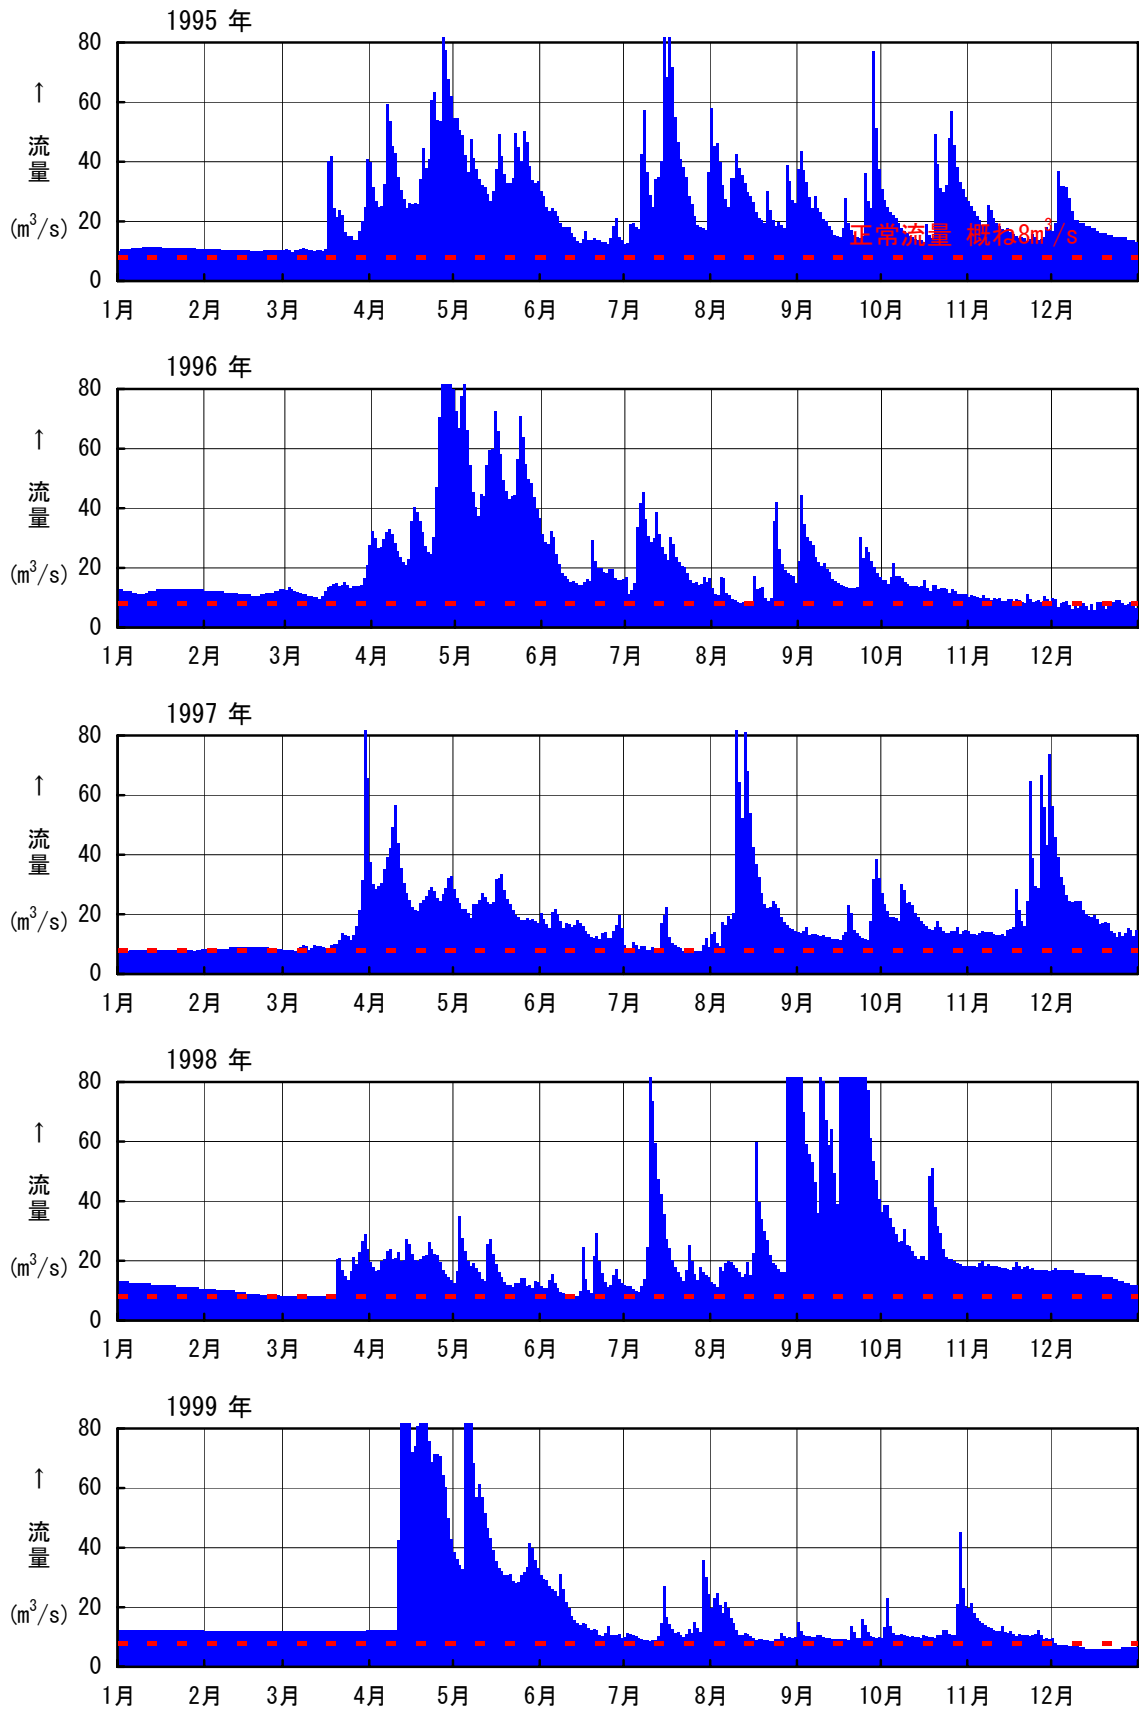 1995 年
80
60
40
20
0
↑
流
量
(m³/s)
正常流量 概ね8m³/s
1月 2月 3月 4月 5月 6月 7月 8月 9月 10月 11月 12月
1996 年
80
60
40
20
0
↑
流
量
(m³/s)
1月 2月 3月 4月 5月 6月 7月 8月 9月 10月 11月 12月
1997 年
80
60
40
20
0
↑
流
量
(m³/s)
1月 2月 3月 4月 5月 6月 7月 8月 9月 10月 11月 12月
1998 年
80
60
40
20
0
↑
流
量
(m³/s)
1月 2月 3月 4月 5月 6月 7月 8月 9月 10月 11月 12月
1999 年
80
60
40
20
0
↑
流
量
(m³/s)
1月 2月 3月 4月 5月 6月 7月 8月 9月 10月 11月 12月